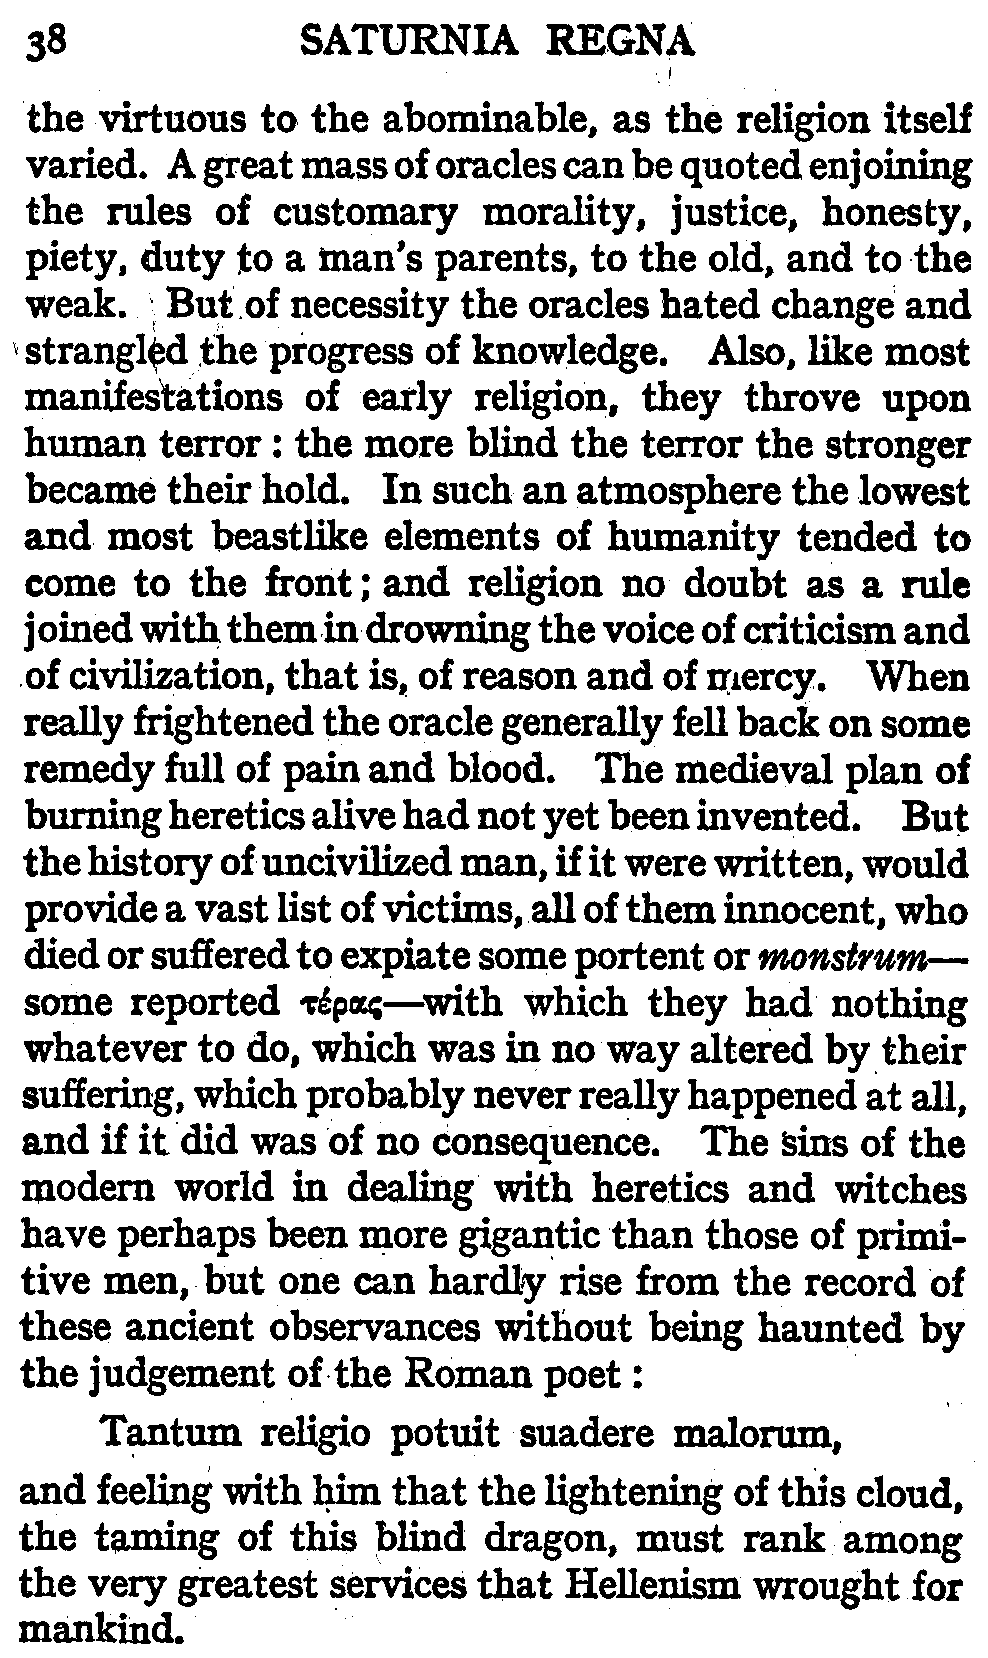 38 SATURNIA REGNA
the virtuous to the abominable, as the religion itself
varied. A great mass of oracles can be quoted enjoining
the rules of customary morality, justice, honesty,
piety, duty to a man's parents, to the old, and to the
weak. But of necessity the oracles hated change and
strangled the progress of knowledge. Also, like most
manifestations of early religion, they throve upon
human terror : the more blind the terror the stronger
became their hold. In such an atmosphere the lowest
and most beastlike elements of humanity tended to
come to the front ; and religion no doubt as a rule
joined with them in drowning the voice of criticism and
of civilization, that is, of reason and of mercy. When
really frightened the oracle generally fell back on some
remedy full of pain and blood. The medieval plan of
burning heretics alive had not yet been invented. But
the history of uncivilized man, if it were written, would
provide a vast list of victims, all of them innocent, who
died or suffered to expiate some portent or monstrum—
some reported τέρας—with which they had nothing
whatever to do, which was in no way altered by their
suffering, which probably never really happened at all,
and if it did was of no consequence. The sins of the
modern world in dealing with heretics and witches
have perhaps been more gigantic than those of primi-
tive men, but one can hardly rise from the record of
these ancient observances without being haunted by
the judgement of the Roman poet :
Tantum religio potuit suadere malorum,
and feeling with him that the lightening of this cloud,
the taming of this blind dragon, must rank among
the very greatest services that Hellenism wrought for
mankind.